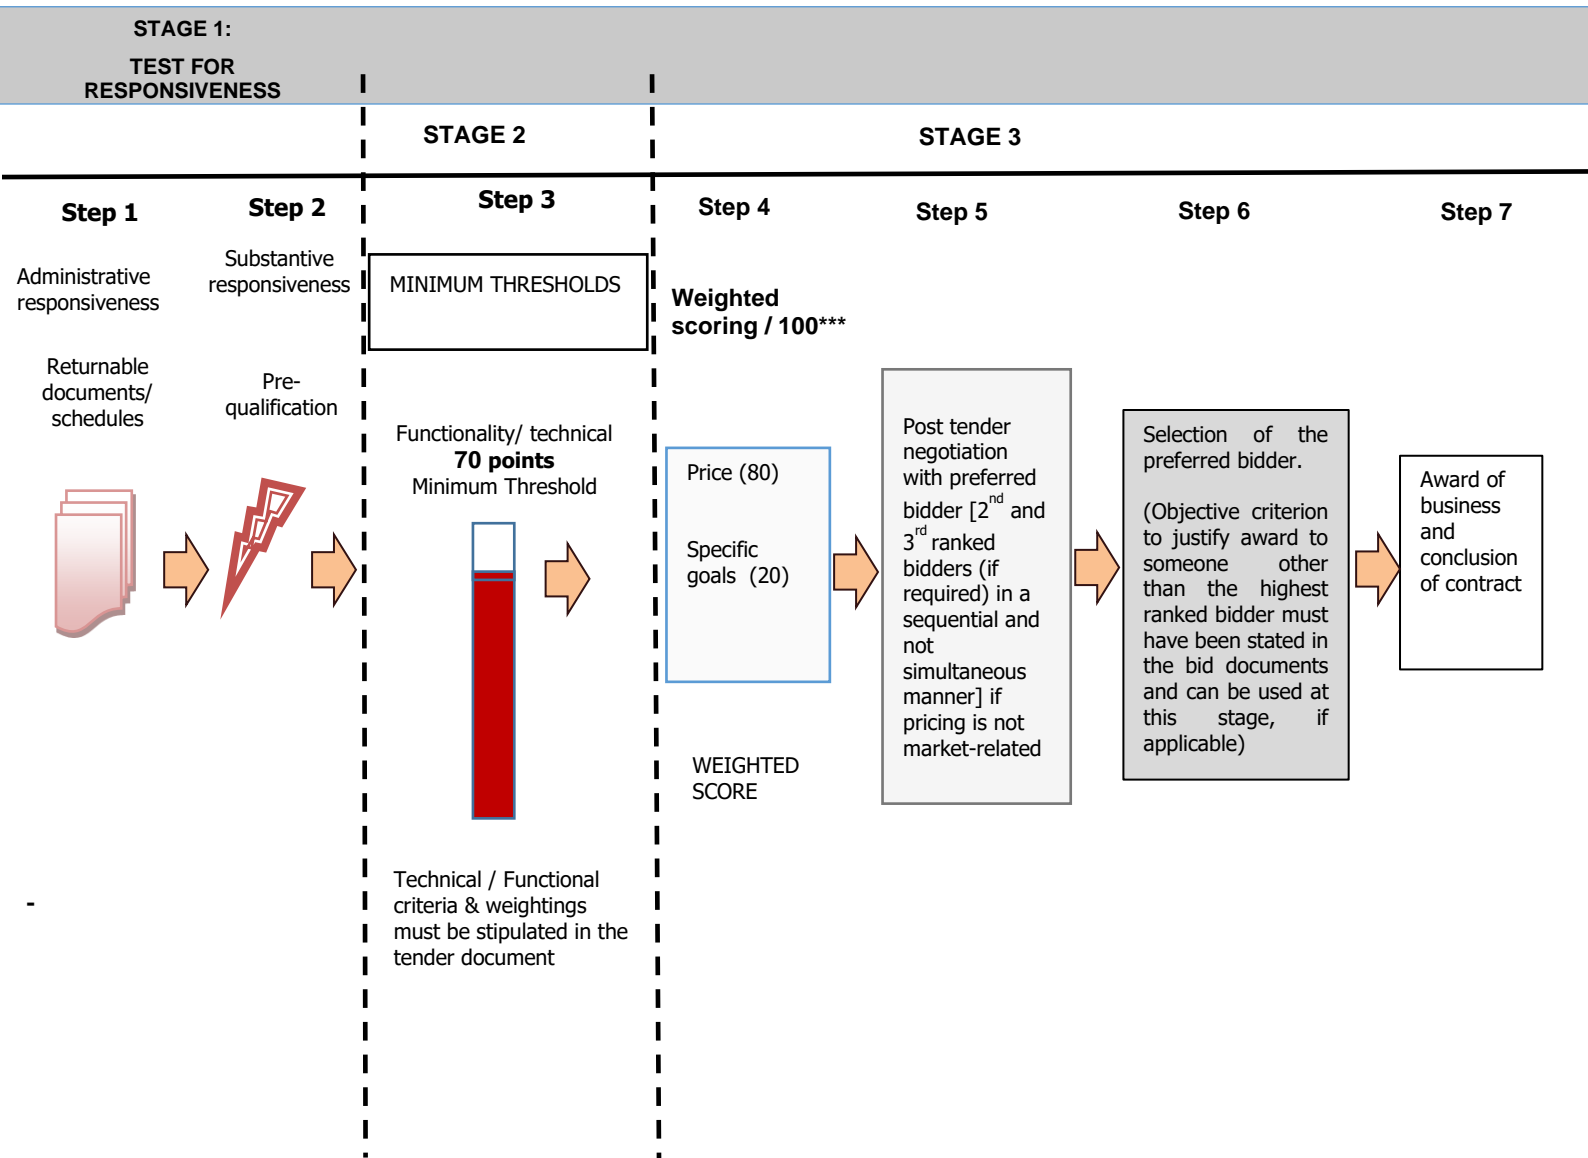 STAGE 1:
TEST FOR
RESPONSIVENESS
STAGE 2
STAGE 3
Step 1
Step 2
Step 3
Step 4
Step 5
Step 6
Step 7
Administrative
responsiveness
Returnable
documents/
schedules
Substantive
responsiveness
Pre-
qualification
MINIMUM THRESHOLDS
Functionality/ technical
70 points
Minimum Threshold
Technical / Functional
criteria & weightings
must be stipulated in the
tender document
Weighted
scoring / 100***
Price (80)
Specific
goals (20)
WEIGHTED
SCORE
Post tender
negotiation
with preferred
bidder [2nd and
3rd ranked
bidders (if
required) in a
sequential and
not
simultaneous
manner] if
pricing is not
market-related
Selection of the
preferred bidder.
(Objective criterion
to justify award to
someone other
than the highest
ranked bidder must
have been stated in
the bid documents
and can be used at
this stage, if
applicable)
Award of
business
and
conclusion
of contract
-